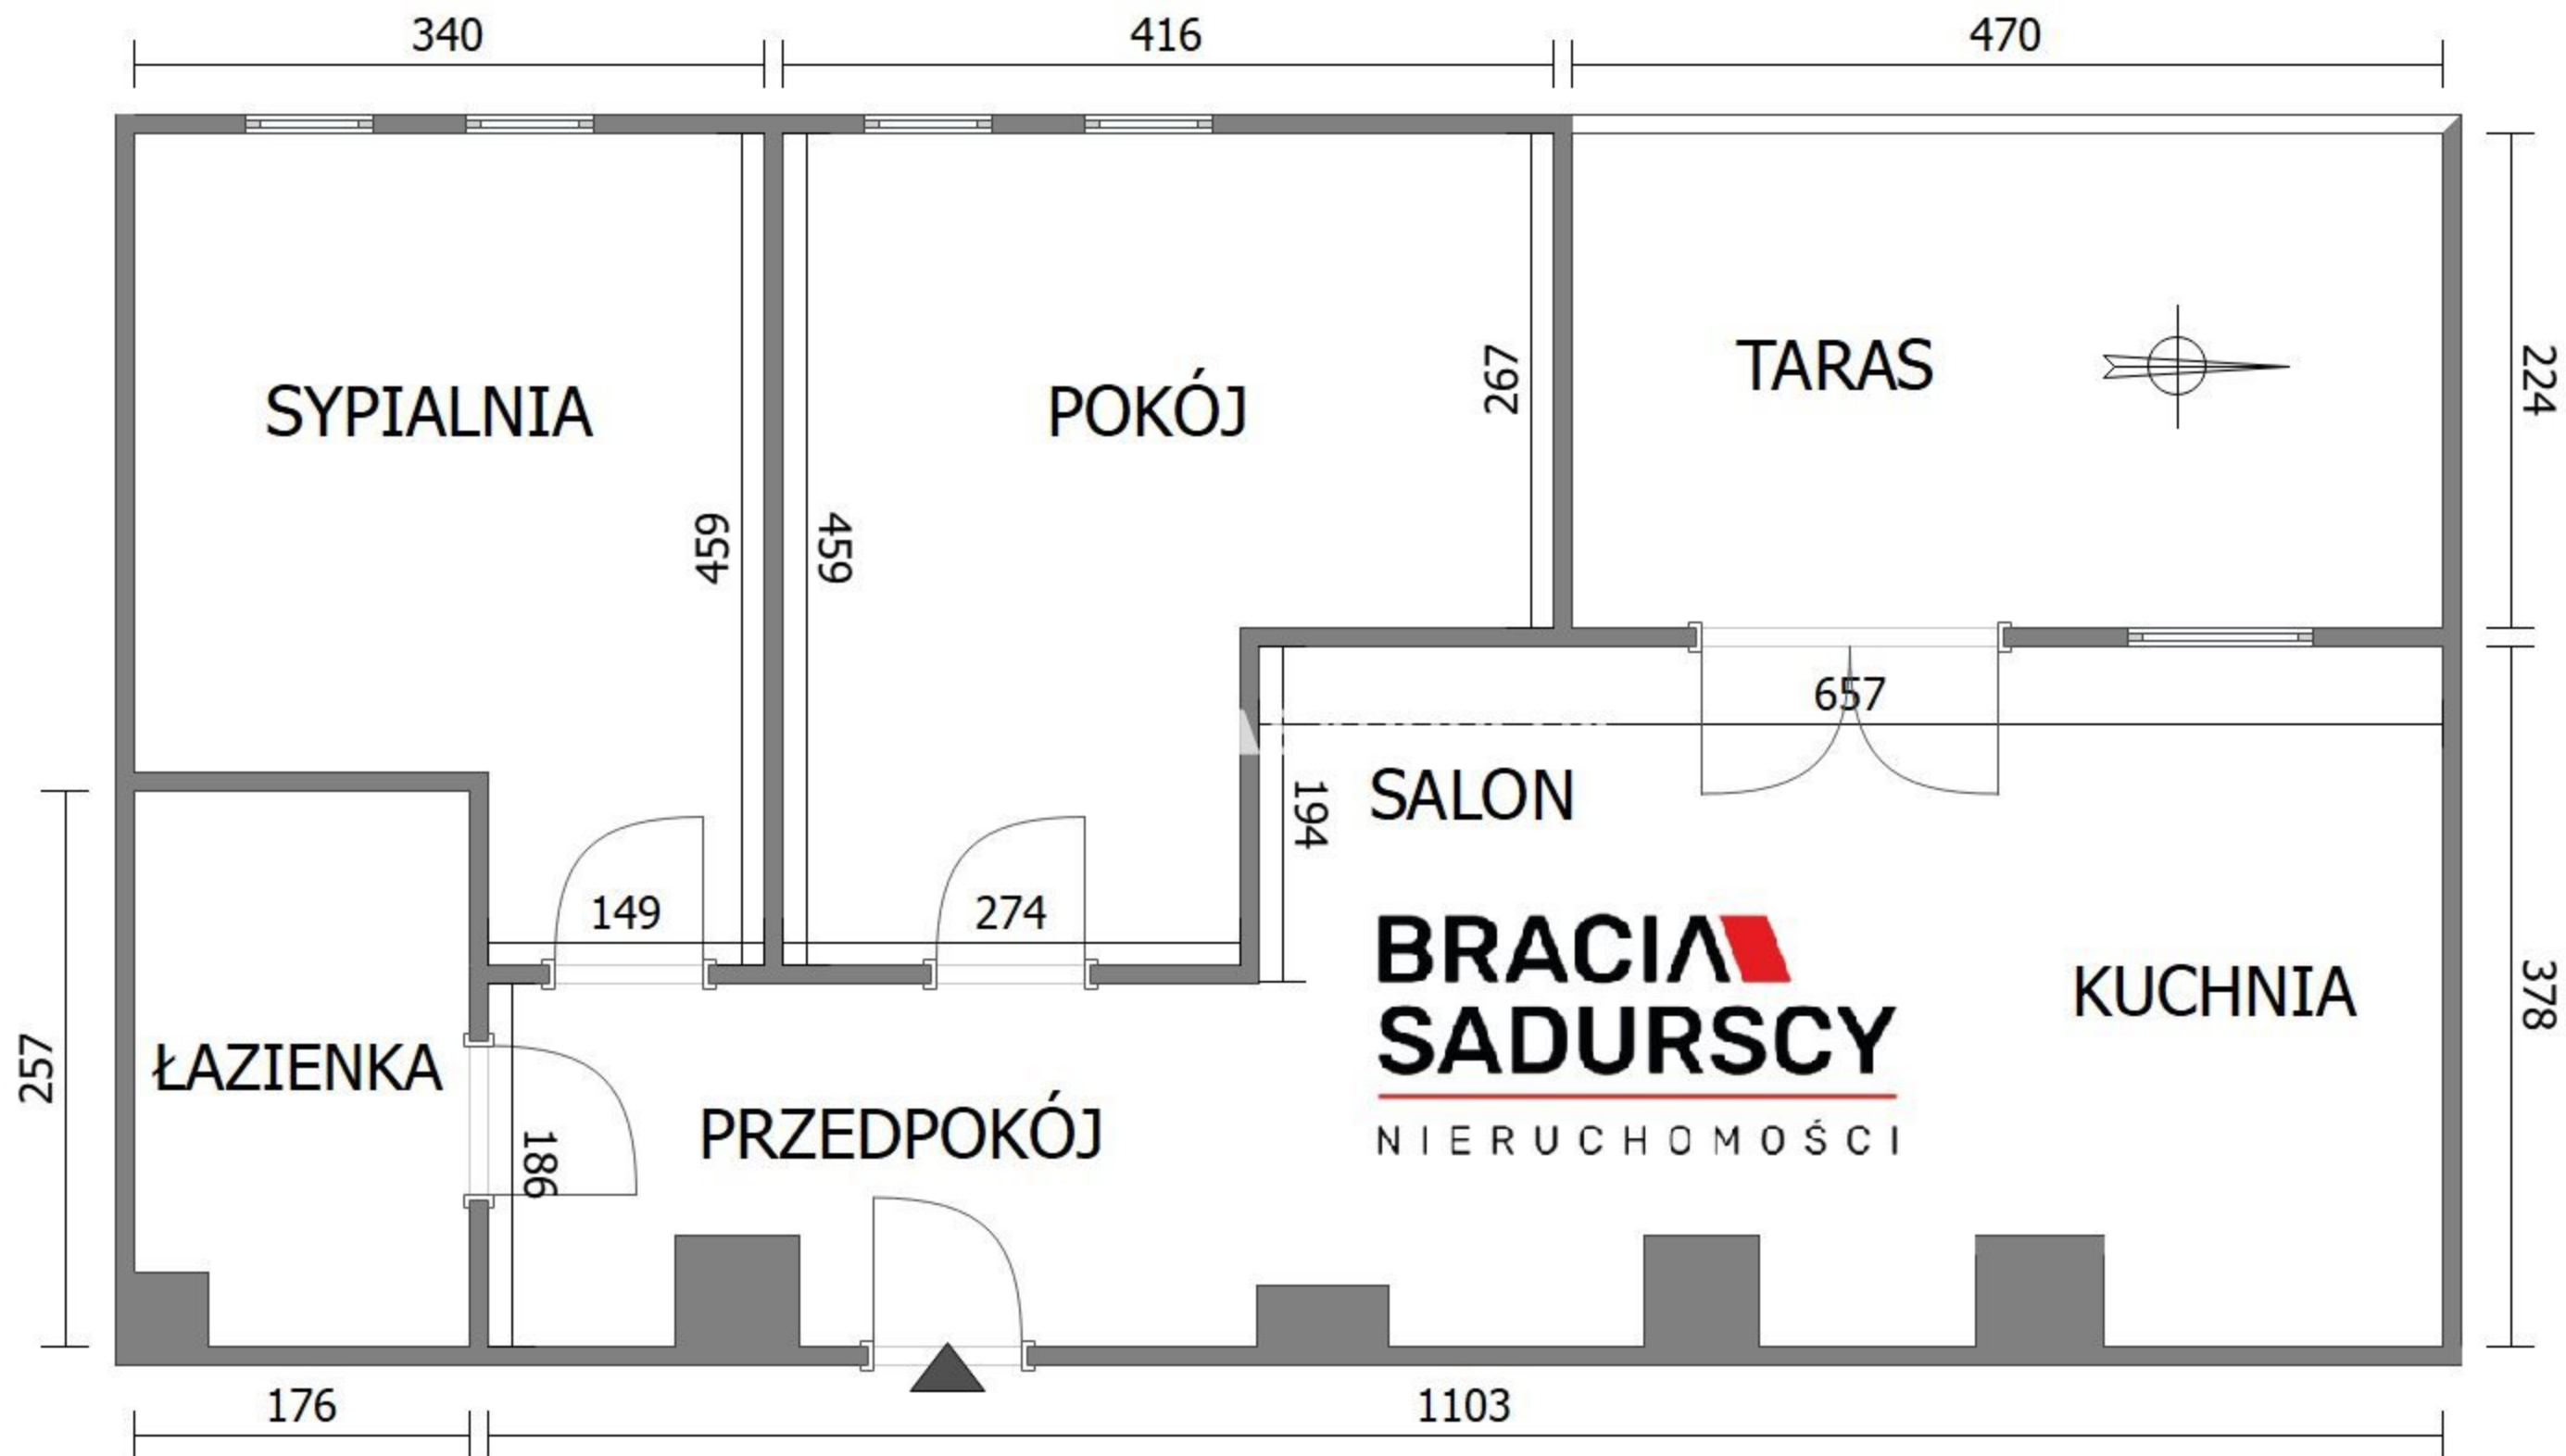 340
416
470
SYPIALNIA
POKÓJ
TARAS
267
224
459
459
657
SALON
194
149
274
BRACIA
SADURSCY
NIERUCHOMOŚCI
KUCHNIA
378
257
ŁAZIENKA
186
PRZEDPOKÓJ
176
1103